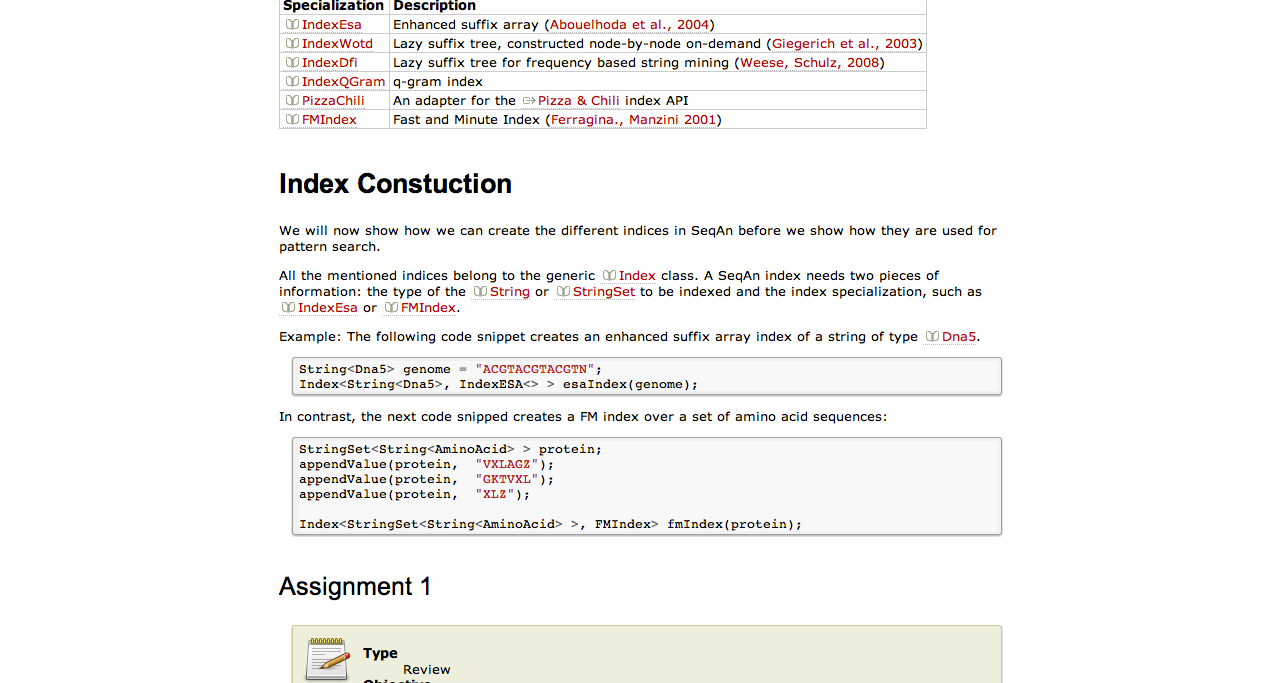 Specialization Description
IndexEsa Enhanced suffix array (Abouelhoda et al., 2004)
IndexWotd Lazy suffix tree, constructed node-by-node on-demand (Giegerich et al., 2003)
IndexDfi Lazy suffix tree for frequency based string mining (Weese, Schulz, 2008)
IndexQGram q-gram index
PizzaChili An adapter for the Pizza & Chili index API
FMIndex Fast and Minute Index (Ferragina., Manzini 2001)
Index Constuction
We will now show how we can create the different indices in SeqAn before we show how they are used for
pattern search.
All the mentioned indices belong to the generic Index class. A SeqAn index needs two pieces of
information: the type of the String or StringSet to be indexed and the index specialization, such as
IndexEsa or FMIndex.
Example: The following code snippet creates an enhanced suffix array index of a string of type Dna5.
String<Dna5> genome = "ACGTACGTACGTN";
Index<String<Dna5>, IndexESA<> > esaIndex(genome);
In contrast, the next code snipped creates a FM index over a set of amino acid sequences:
StringSet<String<AminoAcid> > protein;
appendValue(protein, "VXLAGZ");
appendValue(protein, "GKTVXL");
appendValue(protein, "XLZ");
Index<StringSet<String<AminoAcid> >, FMIndex> fmIndex(protein);
Assignment 1
Type
Review